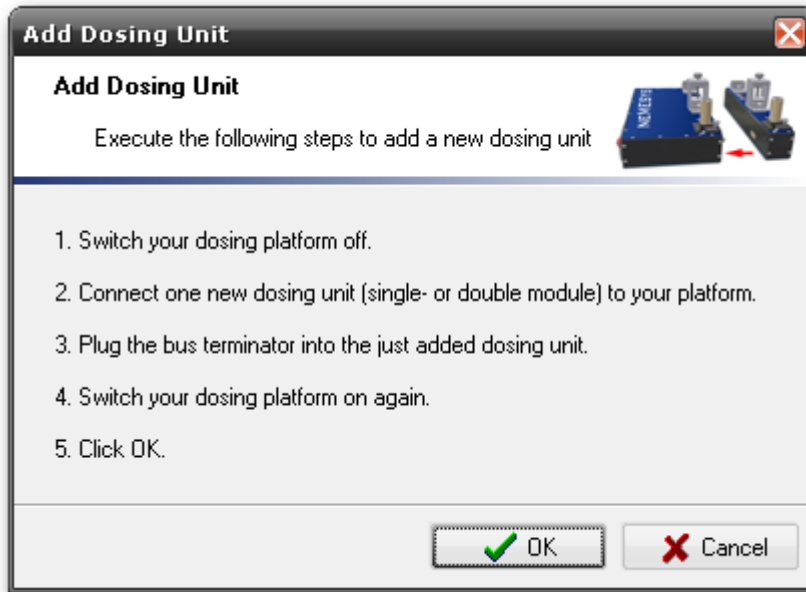 Add Dosing Unit
Add Dosing Unit
Execute the following steps to add a new dosing unit
NEMESYS
1. Switch your dosing platform off.
2. Connect one new dosing unit (single- or double module) to your platform.
3. Plug the bus terminator into the just added dosing unit.
4. Switch your dosing platform on again.
5. Click OK.
OK
Cancel